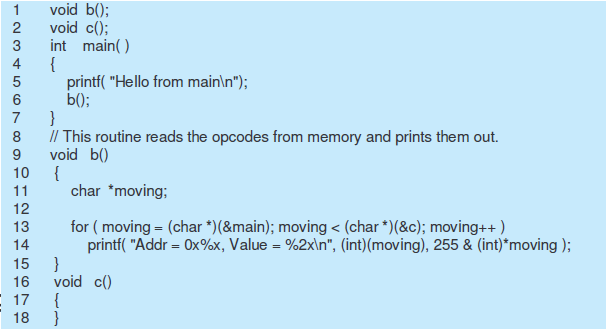 1 void b();
2 void c();
3 int main( )
4 {
5 printf( "Hello from main\n");
6 b();
7 }
8 // This routine reads the opcodes from memory and prints them out.
9 void b()
10 {
11 char *moving;
12
13 for ( moving = (char *)(&main); moving < (char *)(&c); moving++ )
14 printf( "Addr = 0x%x, Value = %2x\n", (int)(moving), 255 & (int)*moving );
15 }
16 void c()
17 {
18 }